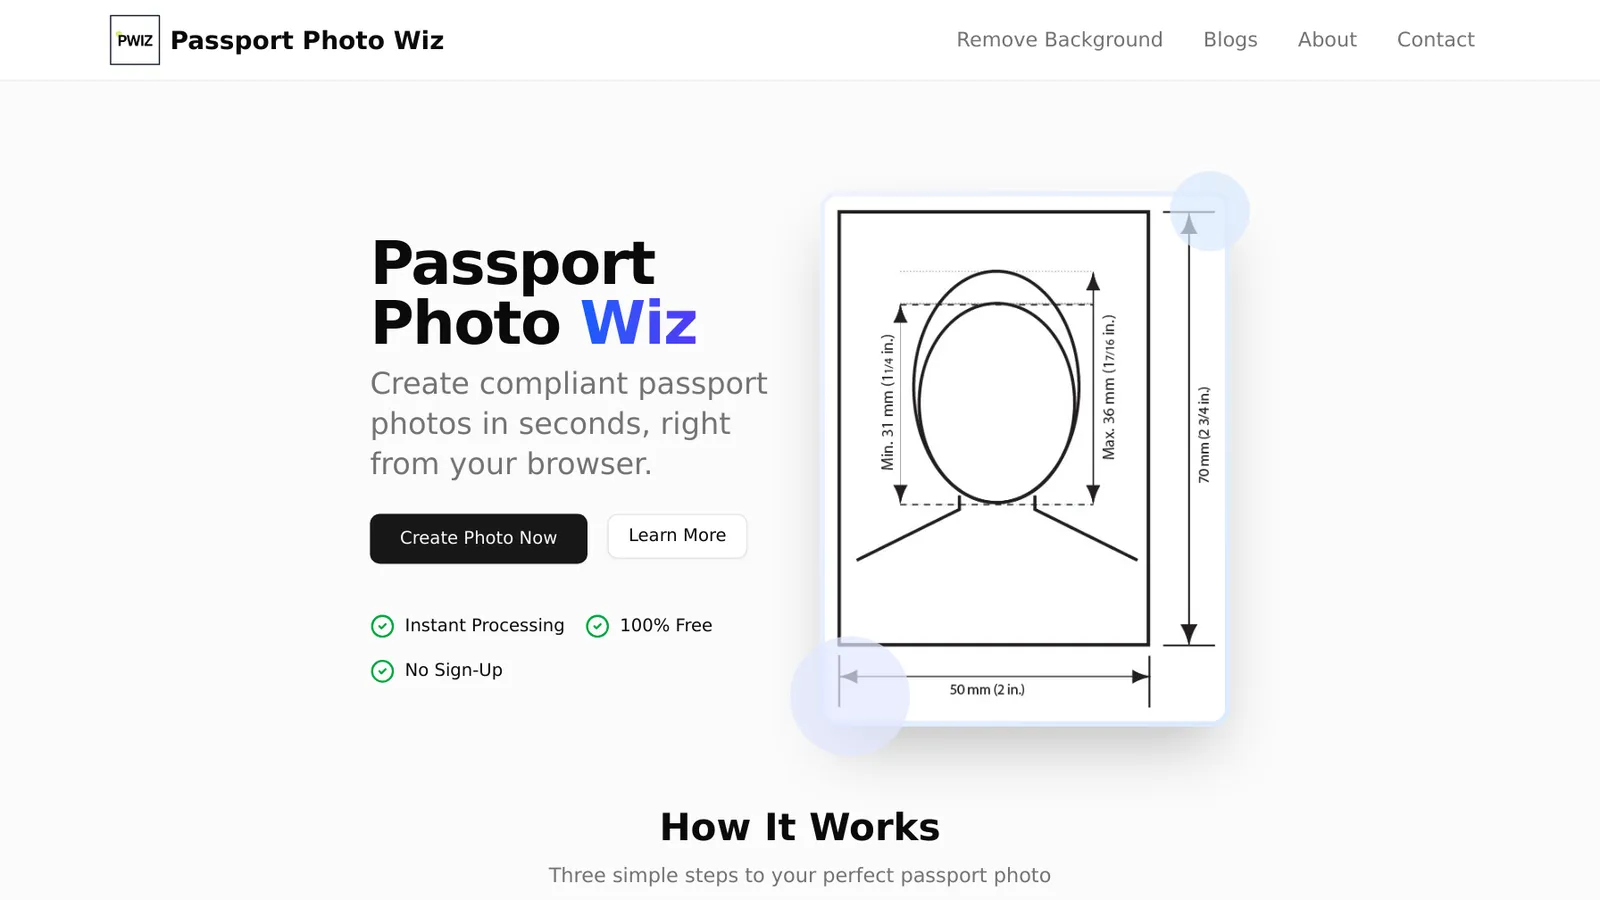 PWIZ
Passport Photo Wiz
Remove Background
Blogs
About
Contact
Passport
Photo Wiz
Create compliant passport
photos in seconds, right
from your browser.
Create Photo Now
Learn More
Instant Processing
100% Free
No Sign-Up
Min. 31 mm (1 1/4 in.)
Max. 36 mm (1 7/16 in.)
70 mm (2 3/4 in.)
50 mm (2 in.)
How It Works
Three simple steps to your perfect passport photo